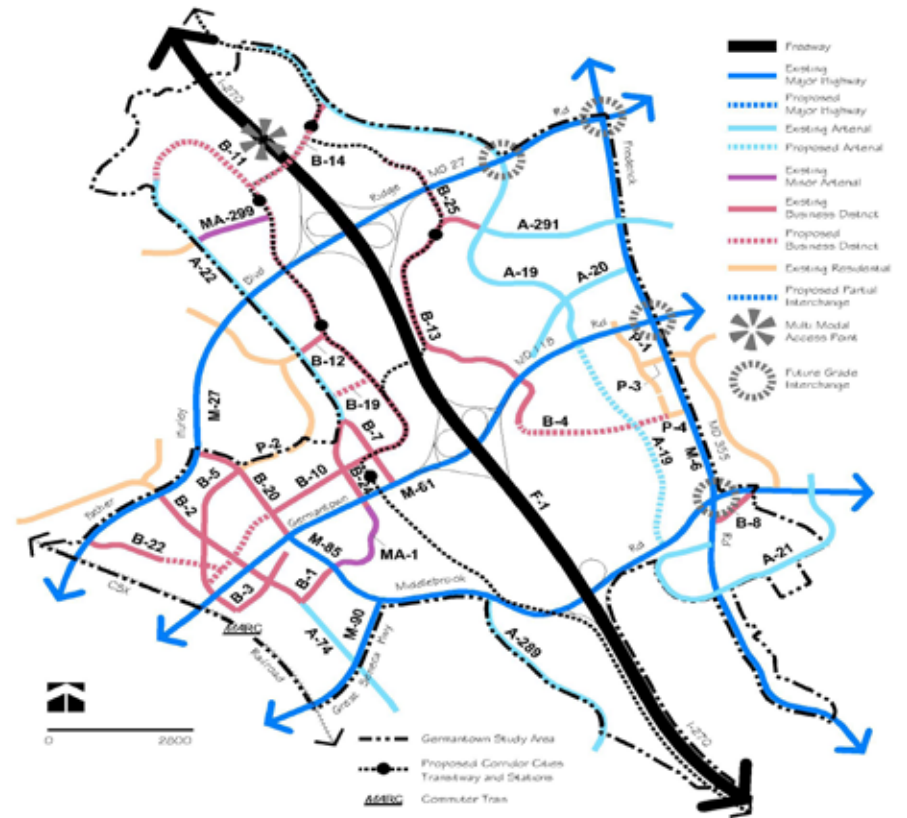 Freeway
Existing
Major Highway
Proposed
Major Highway
Existing Arterial
Proposed Arterial
Existing
Minor Arterial
Existing
Business District
Proposed
Business District
Existing Residential
Proposed Partial
Interchange
Multi Modal
Access Point
Future Grade
Interchange
I-270
B-11
B-14
Rd
Frederick
MD 27
Ridge
B-25
MA-299
A-291
A-22
A-19
A-20
Blvd
B-13
Rd
MD 118
P-1
B-12
P-3
B-19
M-27
B-4
P-4
MD 355
B-7
A-19
M-6
P-2
B-5
B-10
B-20
B-24
M-61
F-1
B-2
Germantown
Father
Hurley
B-8
Rd
B-22
M-85
MA-1
Rd
A-21
CSX
B-3
B-1
Middlebrook
MARC
A-74
M-90
A-289
Railroad
Great Seneca Hwy
I-270
0
2800
Germantown Study Area
Proposed Corridor Cities
Transitway and Stations
MARC
Commuter Train